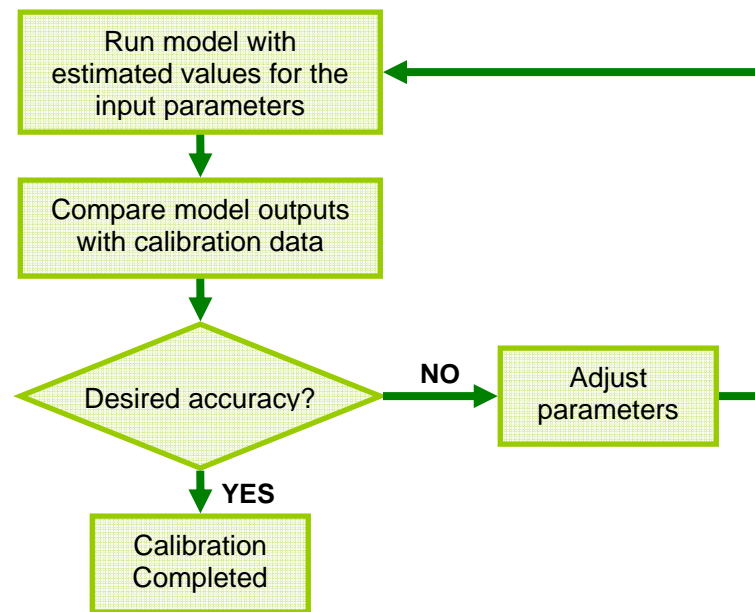 Run model with
estimated values for the
input parameters
Compare model outputs
with calibration data
Desired accuracy?
NO
Adjust
parameters
YES
Calibration
Completed